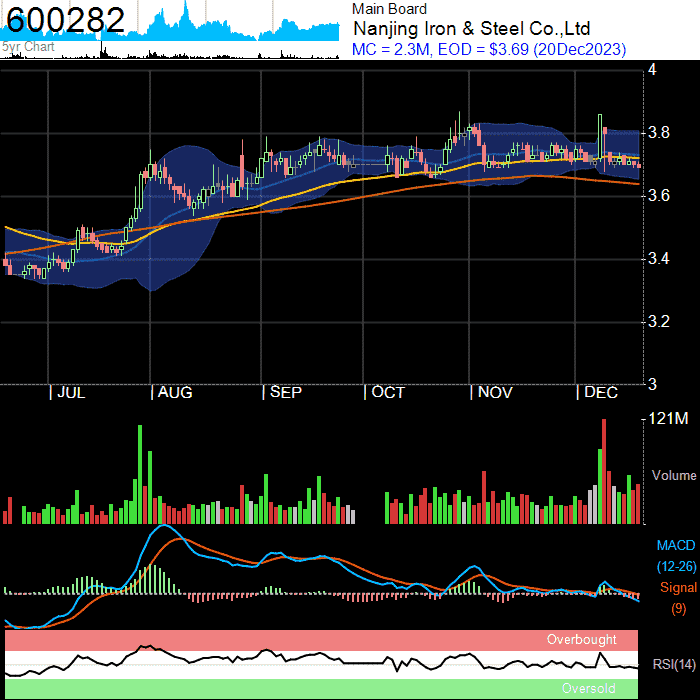 600282
5yr Chart
Main Board
Nanjing Iron & Steel Co.,Ltd
MC = 2.3M, EOD = $3.69 (20Dec2023)
4
3.8
3.6
3.4
3.2
3
JUL AUG SEP OCT NOV DEC
121M
Volume
MACD
(12-26)
Signal
(9)
Overbought
RSI(14)
Oversold